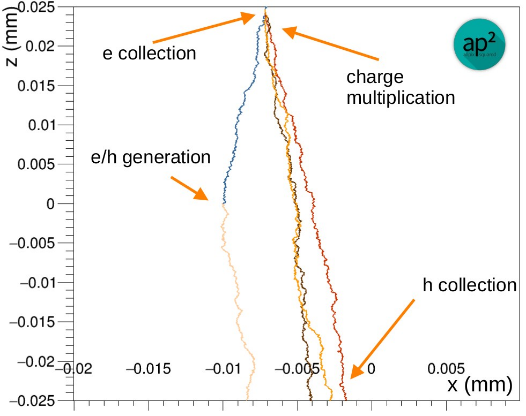 0.025
z (mm)
0.02
e collection
ap²
0.015
charge
multiplication
0.01
e/h generation
0.005
0
−0.005
−0.01
h collection
−0.015
−0.02
−0.02 −0.015 −0.01 −0.005 0 0.005
x (mm)
−0.025